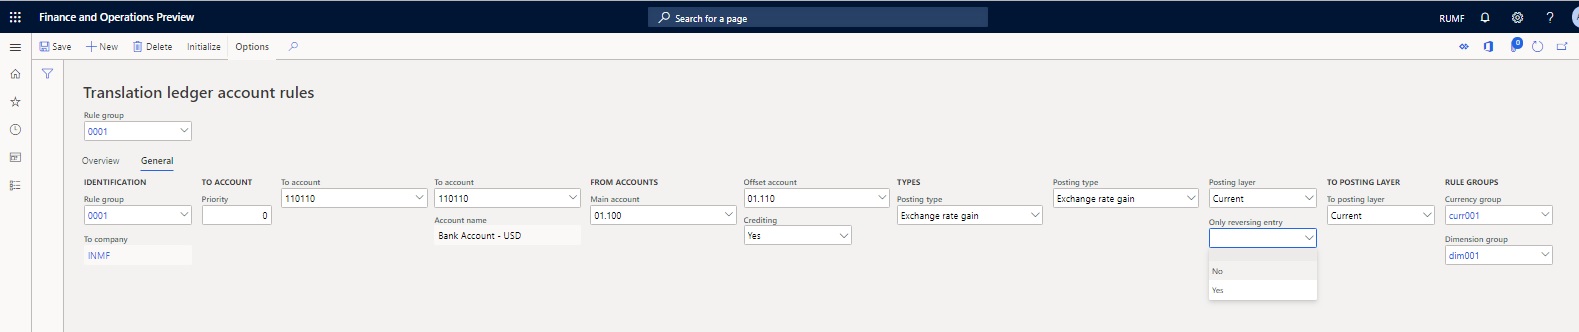 Finance and Operations Preview
Search for a page
RUMF
?
Save
New
Delete
Initialize
Options
0
Translation ledger account rules
Rule group
0001
Overview
General
IDENTIFICATION
Rule group
0001
To company
INMF
TO ACCOUNT
Priority
0
To account
110110
To account
110110
Account name
Bank Account - USD
FROM ACCOUNTS
Main account
01.100
Offset account
01.110
Crediting
Yes
TYPES
Posting type
Exchange rate gain
Posting type
Exchange rate gain
Posting layer
Current
Only reversing entry
No
Yes
TO POSTING LAYER
To posting layer
Current
RULE GROUPS
Currency group
curr001
Dimension group
dim001